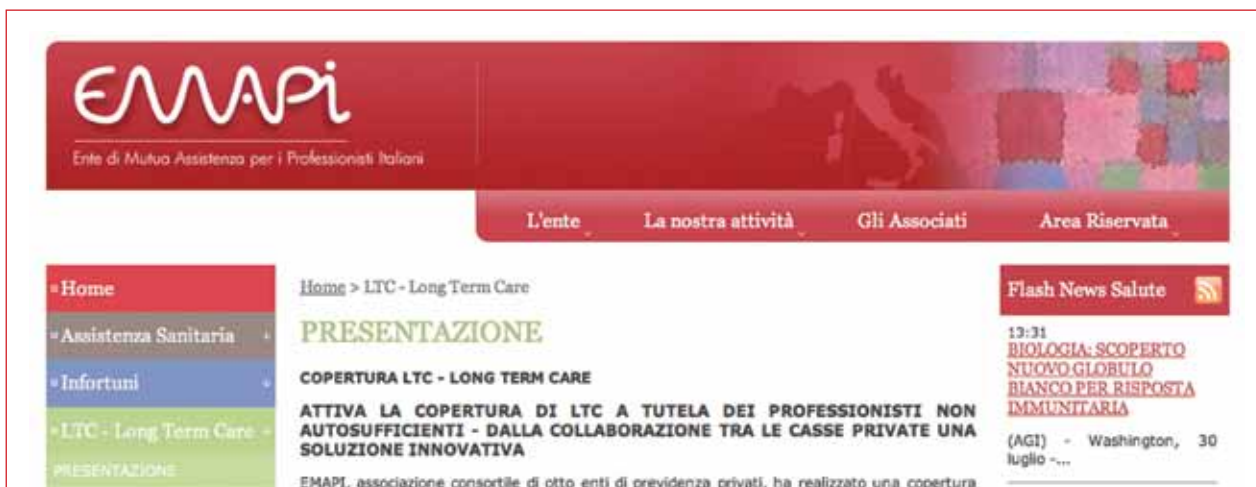 EMAPI
Ente di Mutua Assistenza per i Professionisti Italiani
L'ente La nostra attività Gli Associati Area Riservata
Home
Assistenza Sanitaria
Infortuni
LTC - Long Term Care
PRESENTAZIONE
Home > LTC - Long Term Care
PRESENTAZIONE
COPERTURA LTC - LONG TERM CARE
ATTIVA LA COPERTURA DI LTC A TUTELA DEI PROFESSIONISTI NON
AUTOSUFFICIENTI - DALLA COLLABORAZIONE TRA LE CASSE PRIVATE UNA
SOLUZIONE INNOVATIVA
EMAPI, associazione consortile di otto enti di previdenza privati, ha realizzato una copertura
Flash News Salute
13:31
BIOLOGIA: SCOPERTO
NUOVO GLOBULO
BIANCO PER RISPOSTA
IMMUNITARIA
(AGI) - Washington, 30
luglio -...